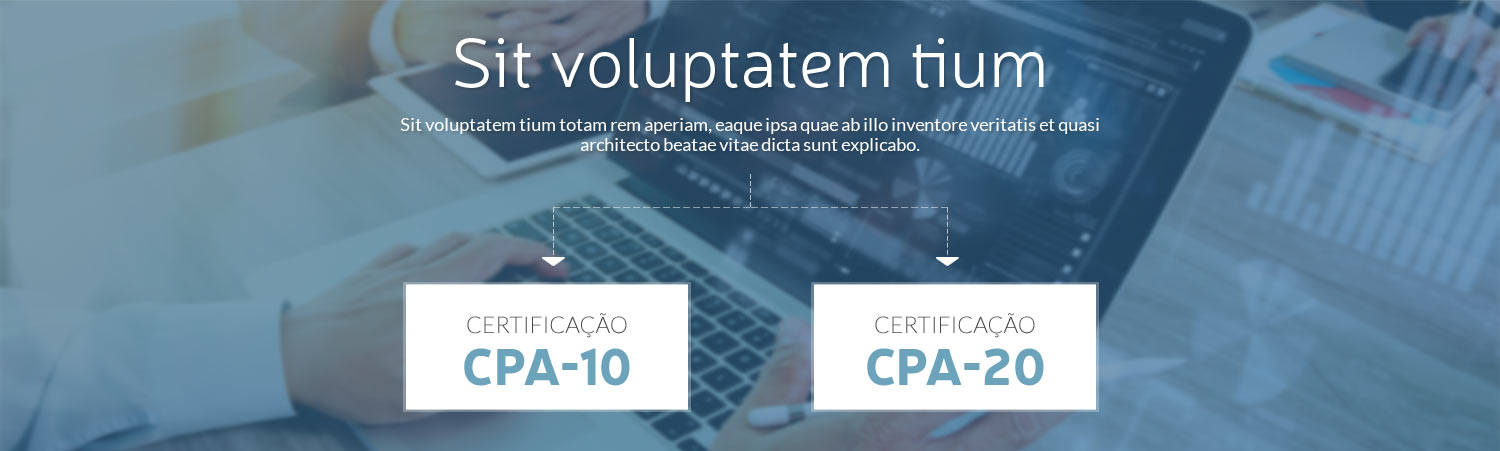 Sit voluptatem tium
Sit voluptatem tium totam rem aperiam, eaque ipsa quae ab illo inventore veritatis et quasi
architecto beatae vitae dicta sunt explicabo.
CERTIFICAÇÃO
CPA-10
CERTIFICAÇÃO
CPA-20